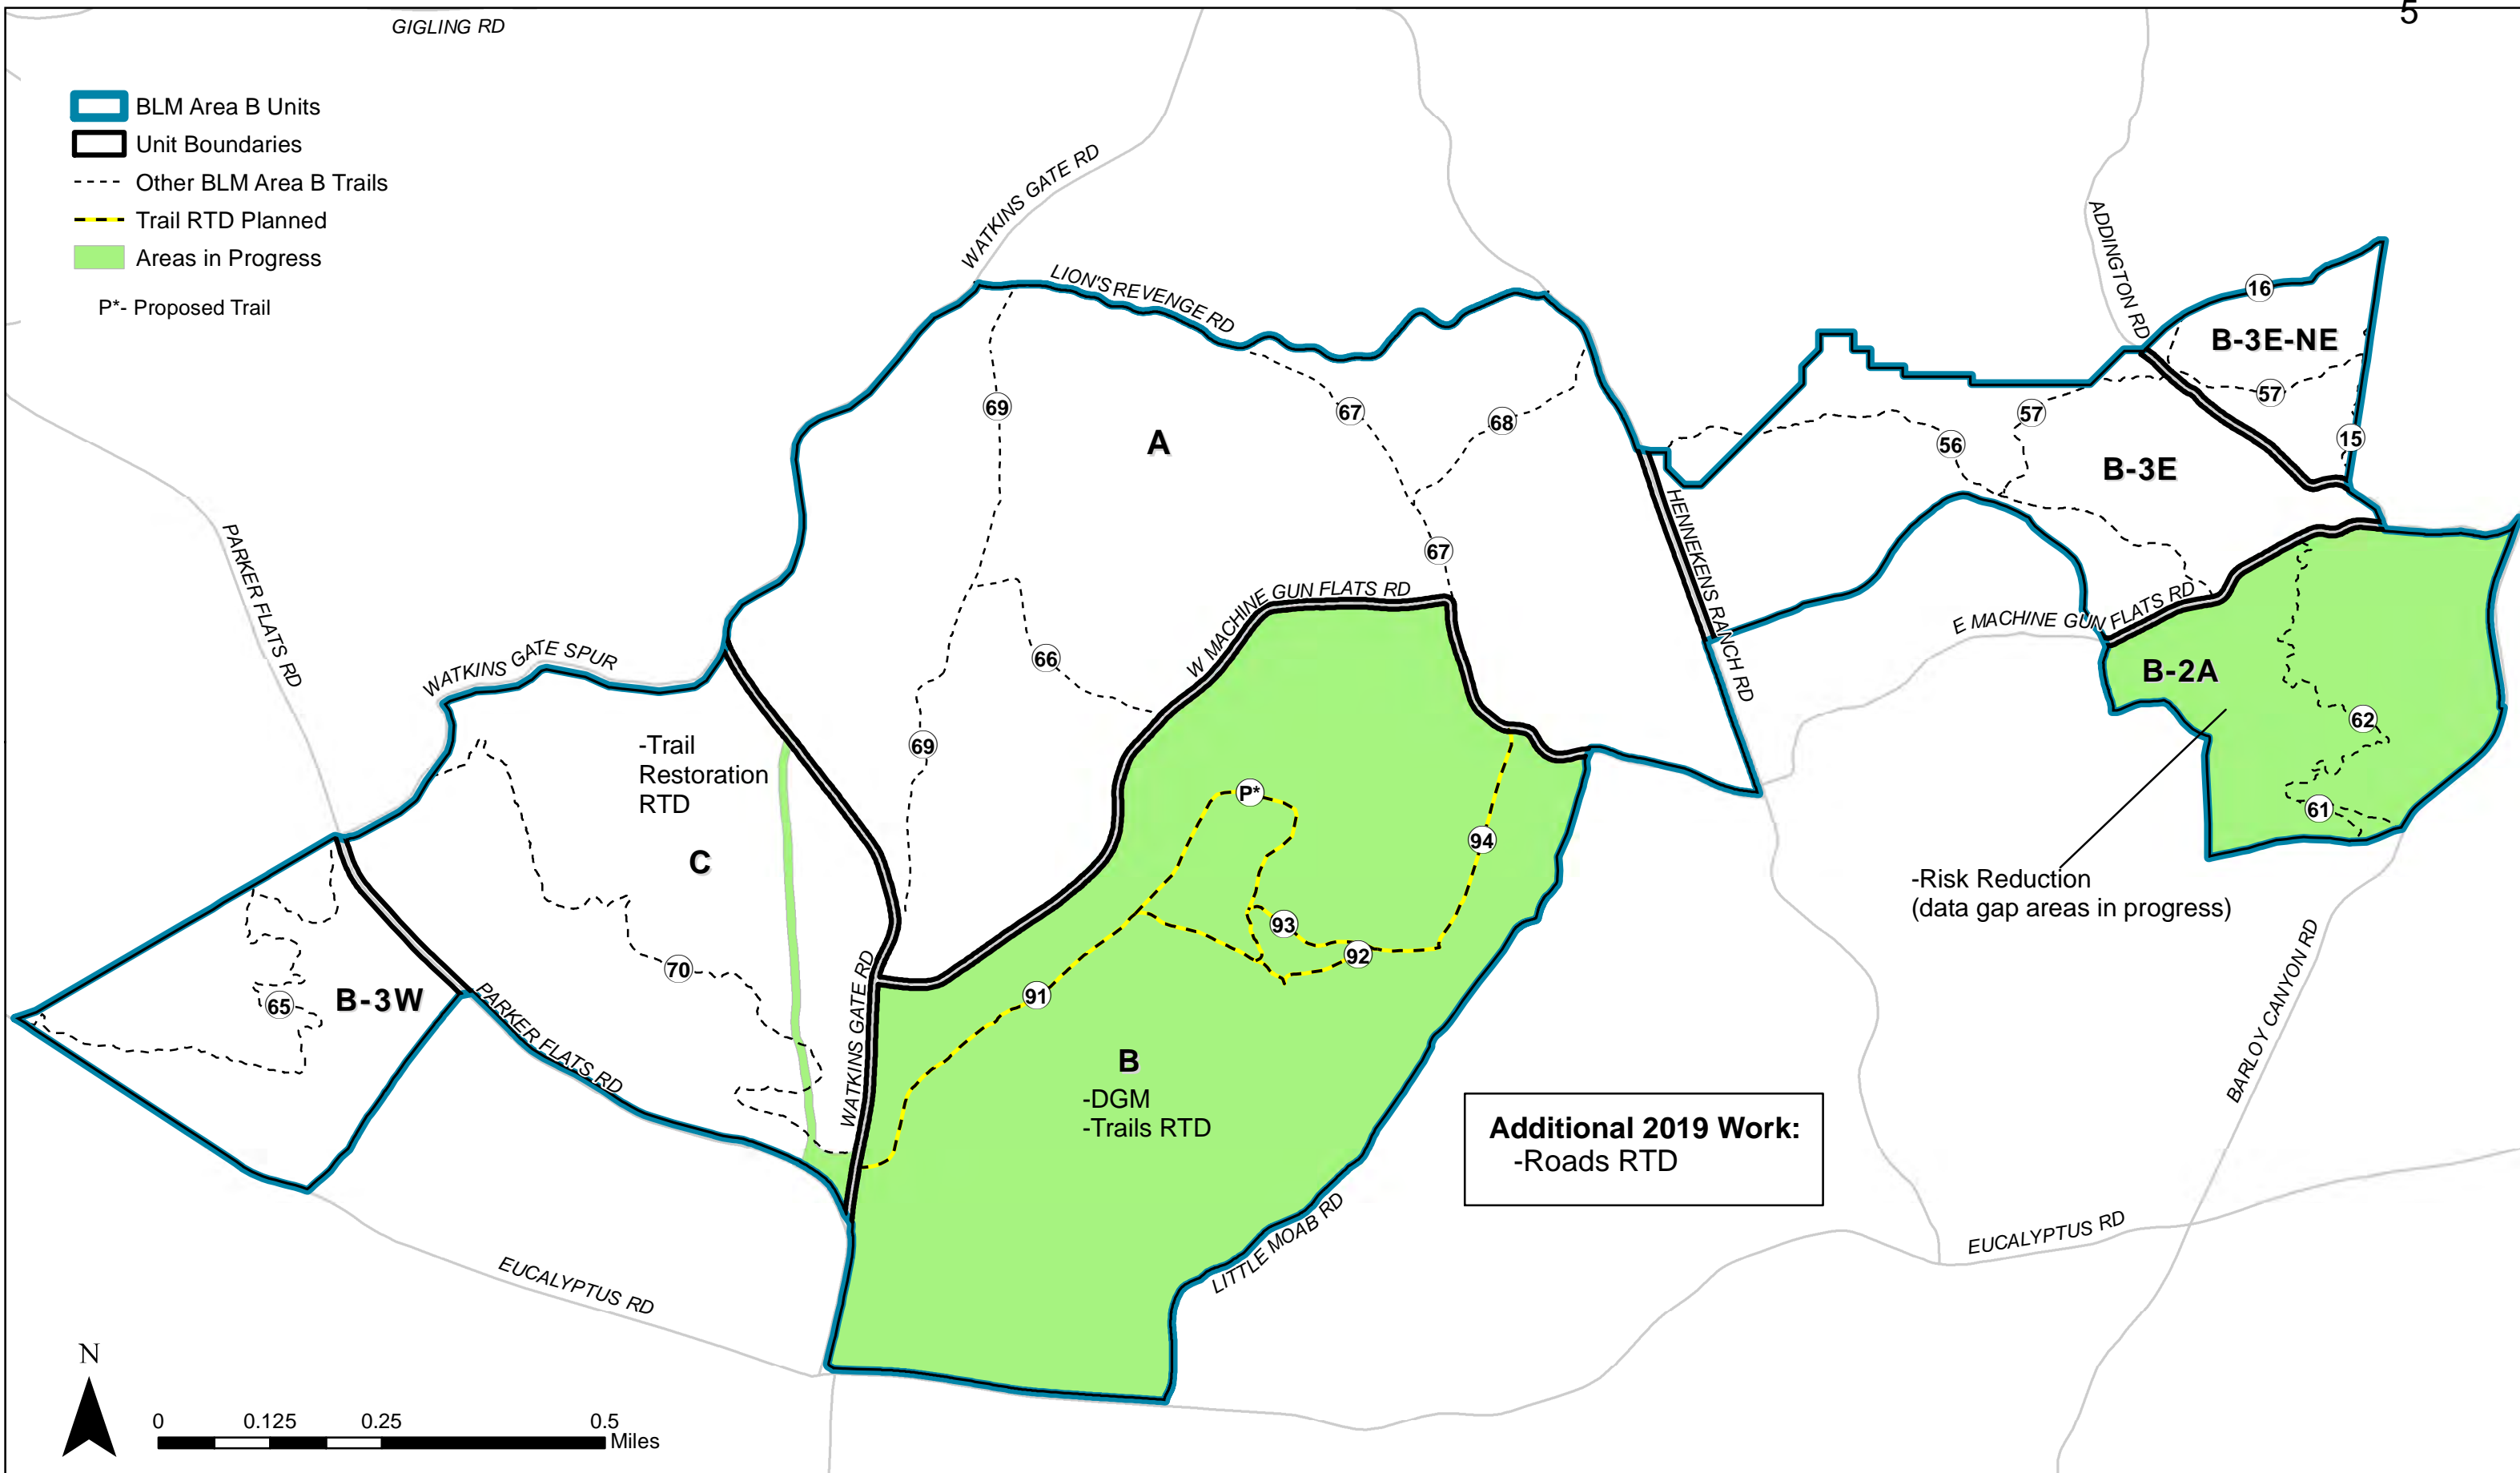 5
GIGLING RD
BLM Area B Units
Unit Boundaries
Other BLM Area B Trails
Trail RTD Planned
Areas in Progress
P*- Proposed Trail
WATKINS GATE RD
LION'S REVENGE RD
ADDINGTON RD
16
B-3E-NE
57
15
69
67
68
A
57
56
B-3E
67
HENNEKENS RANCH RD
PARKER FLATS RD
W MACHINE GUN FLATS RD
E MACHINE GUN FLATS RD
WATKINS GATE SPUR
66
B-2A
62
61
69
-Trail
Restoration
RTD
C
P*
94
93
92
91
-Risk Reduction
(data gap areas in progress)
70
65
B-3W
PARKER FLATS RD
WATKINS GATE RD
B
-DGM
-Trails RTD
BARLOY CANYON RD
Additional 2019 Work:
-Roads RTD
LITTLE MOAB RD
EUCALYPTUS RD
EUCALYPTUS RD
N
0 0.125 0.25 0.5
Miles